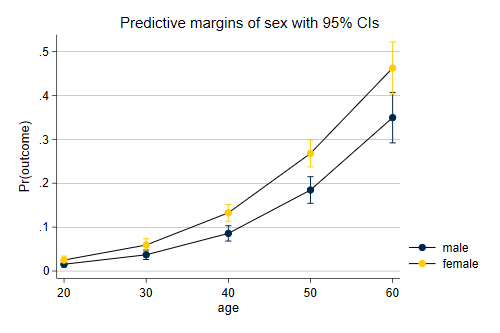 Predictive margins of sex with 95% CIs
Pr(outcome)
.5
.4
.3
.2
.1
0
20 30 40 50 60
age
male
female